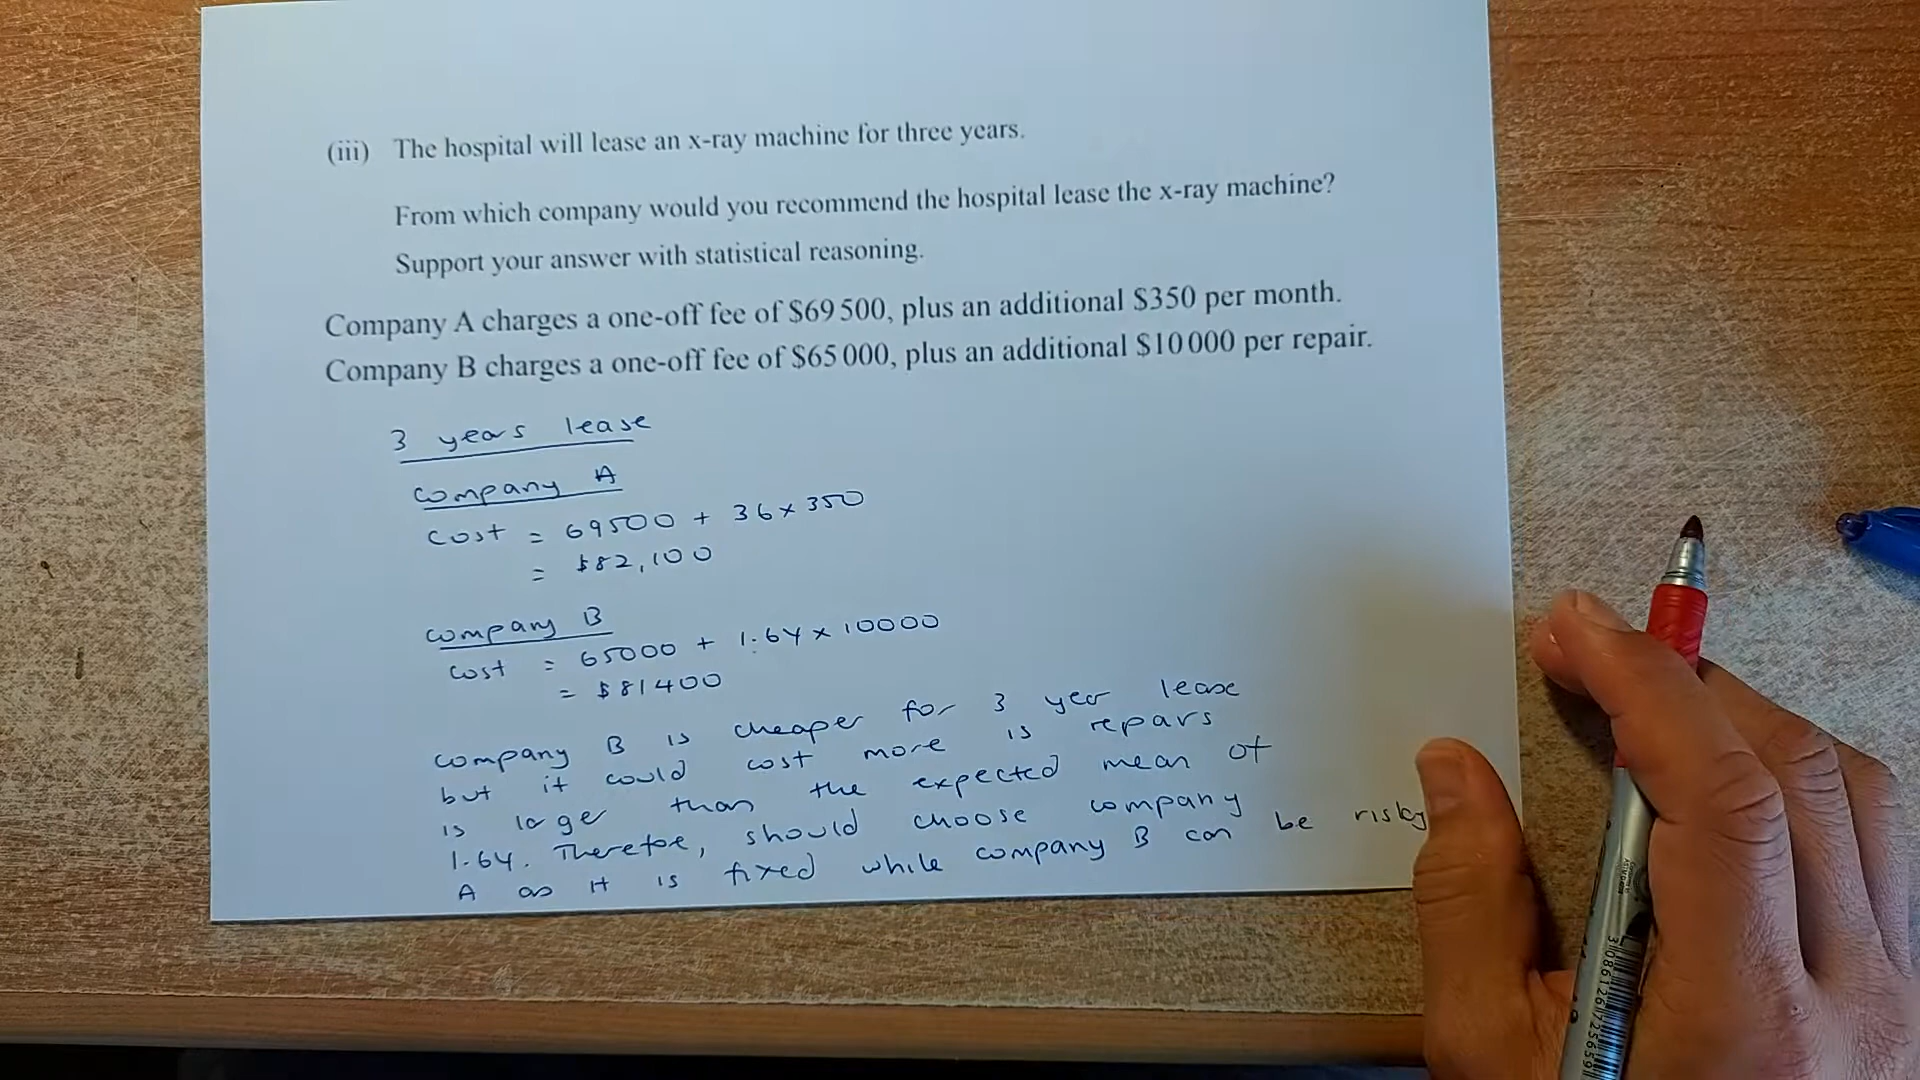 (iii) The hospital will lease an x-ray machine for three years.
From which company would you recommend the hospital lease the x-ray machine?
Support your answer with statistical reasoning.
Company A charges a one-off fee of $69 500, plus an additional $350 per month.
Company B charges a one-off fee of $65 000, plus an additional $10 000 per repair.
3 years lease
company A
cost = 69500 + 36 × 350
= $82,100
company B
cost = 65000 + 1.64 × 10000
= $81400
company B is cheaper for 3 year lease
but it could cost more is repairs
is larger than the expected mean of
1.64. Therefore, should choose company
A as it is fixed while company B can be risky